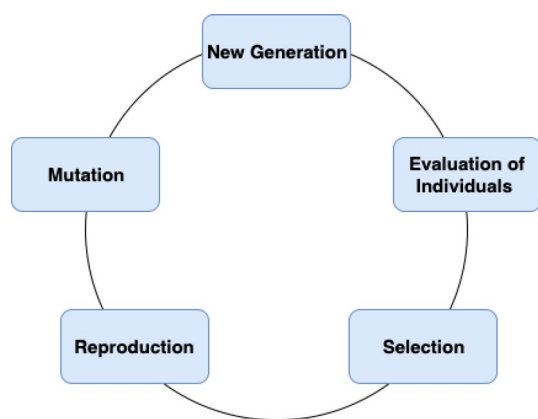 New Generation
Evaluation of
Individuals
Selection
Reproduction
Mutation